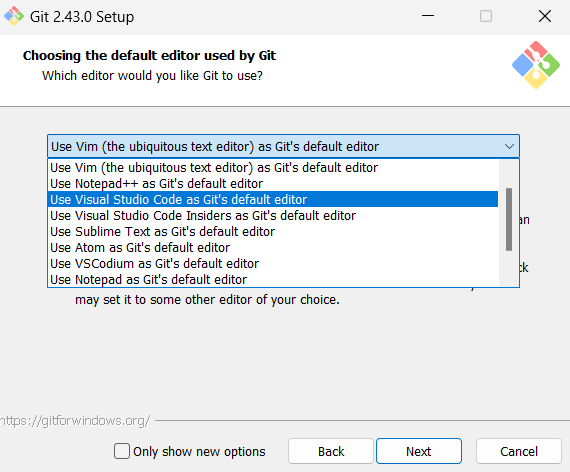 Git 2.43.0 Setup
Choosing the default editor used by Git
Which editor would you like Git to use?
Use Vim (the ubiquitous text editor) as Git's default editor
Use Vim (the ubiquitous text editor) as Git's default editor
Use Notepad++ as Git's default editor
Use Visual Studio Code as Git's default editor
Use Visual Studio Code Insiders as Git's default editor
an
Use Sublime Text as Git's default editor
Use Atom as Git's default editor
Use VSCodium as Git's default editor
ck
Use Notepad as Git's default editor
may set it to some other editor of your choice.
https://gitforwindows.org/
Only show new options
Back
Next
Cancel